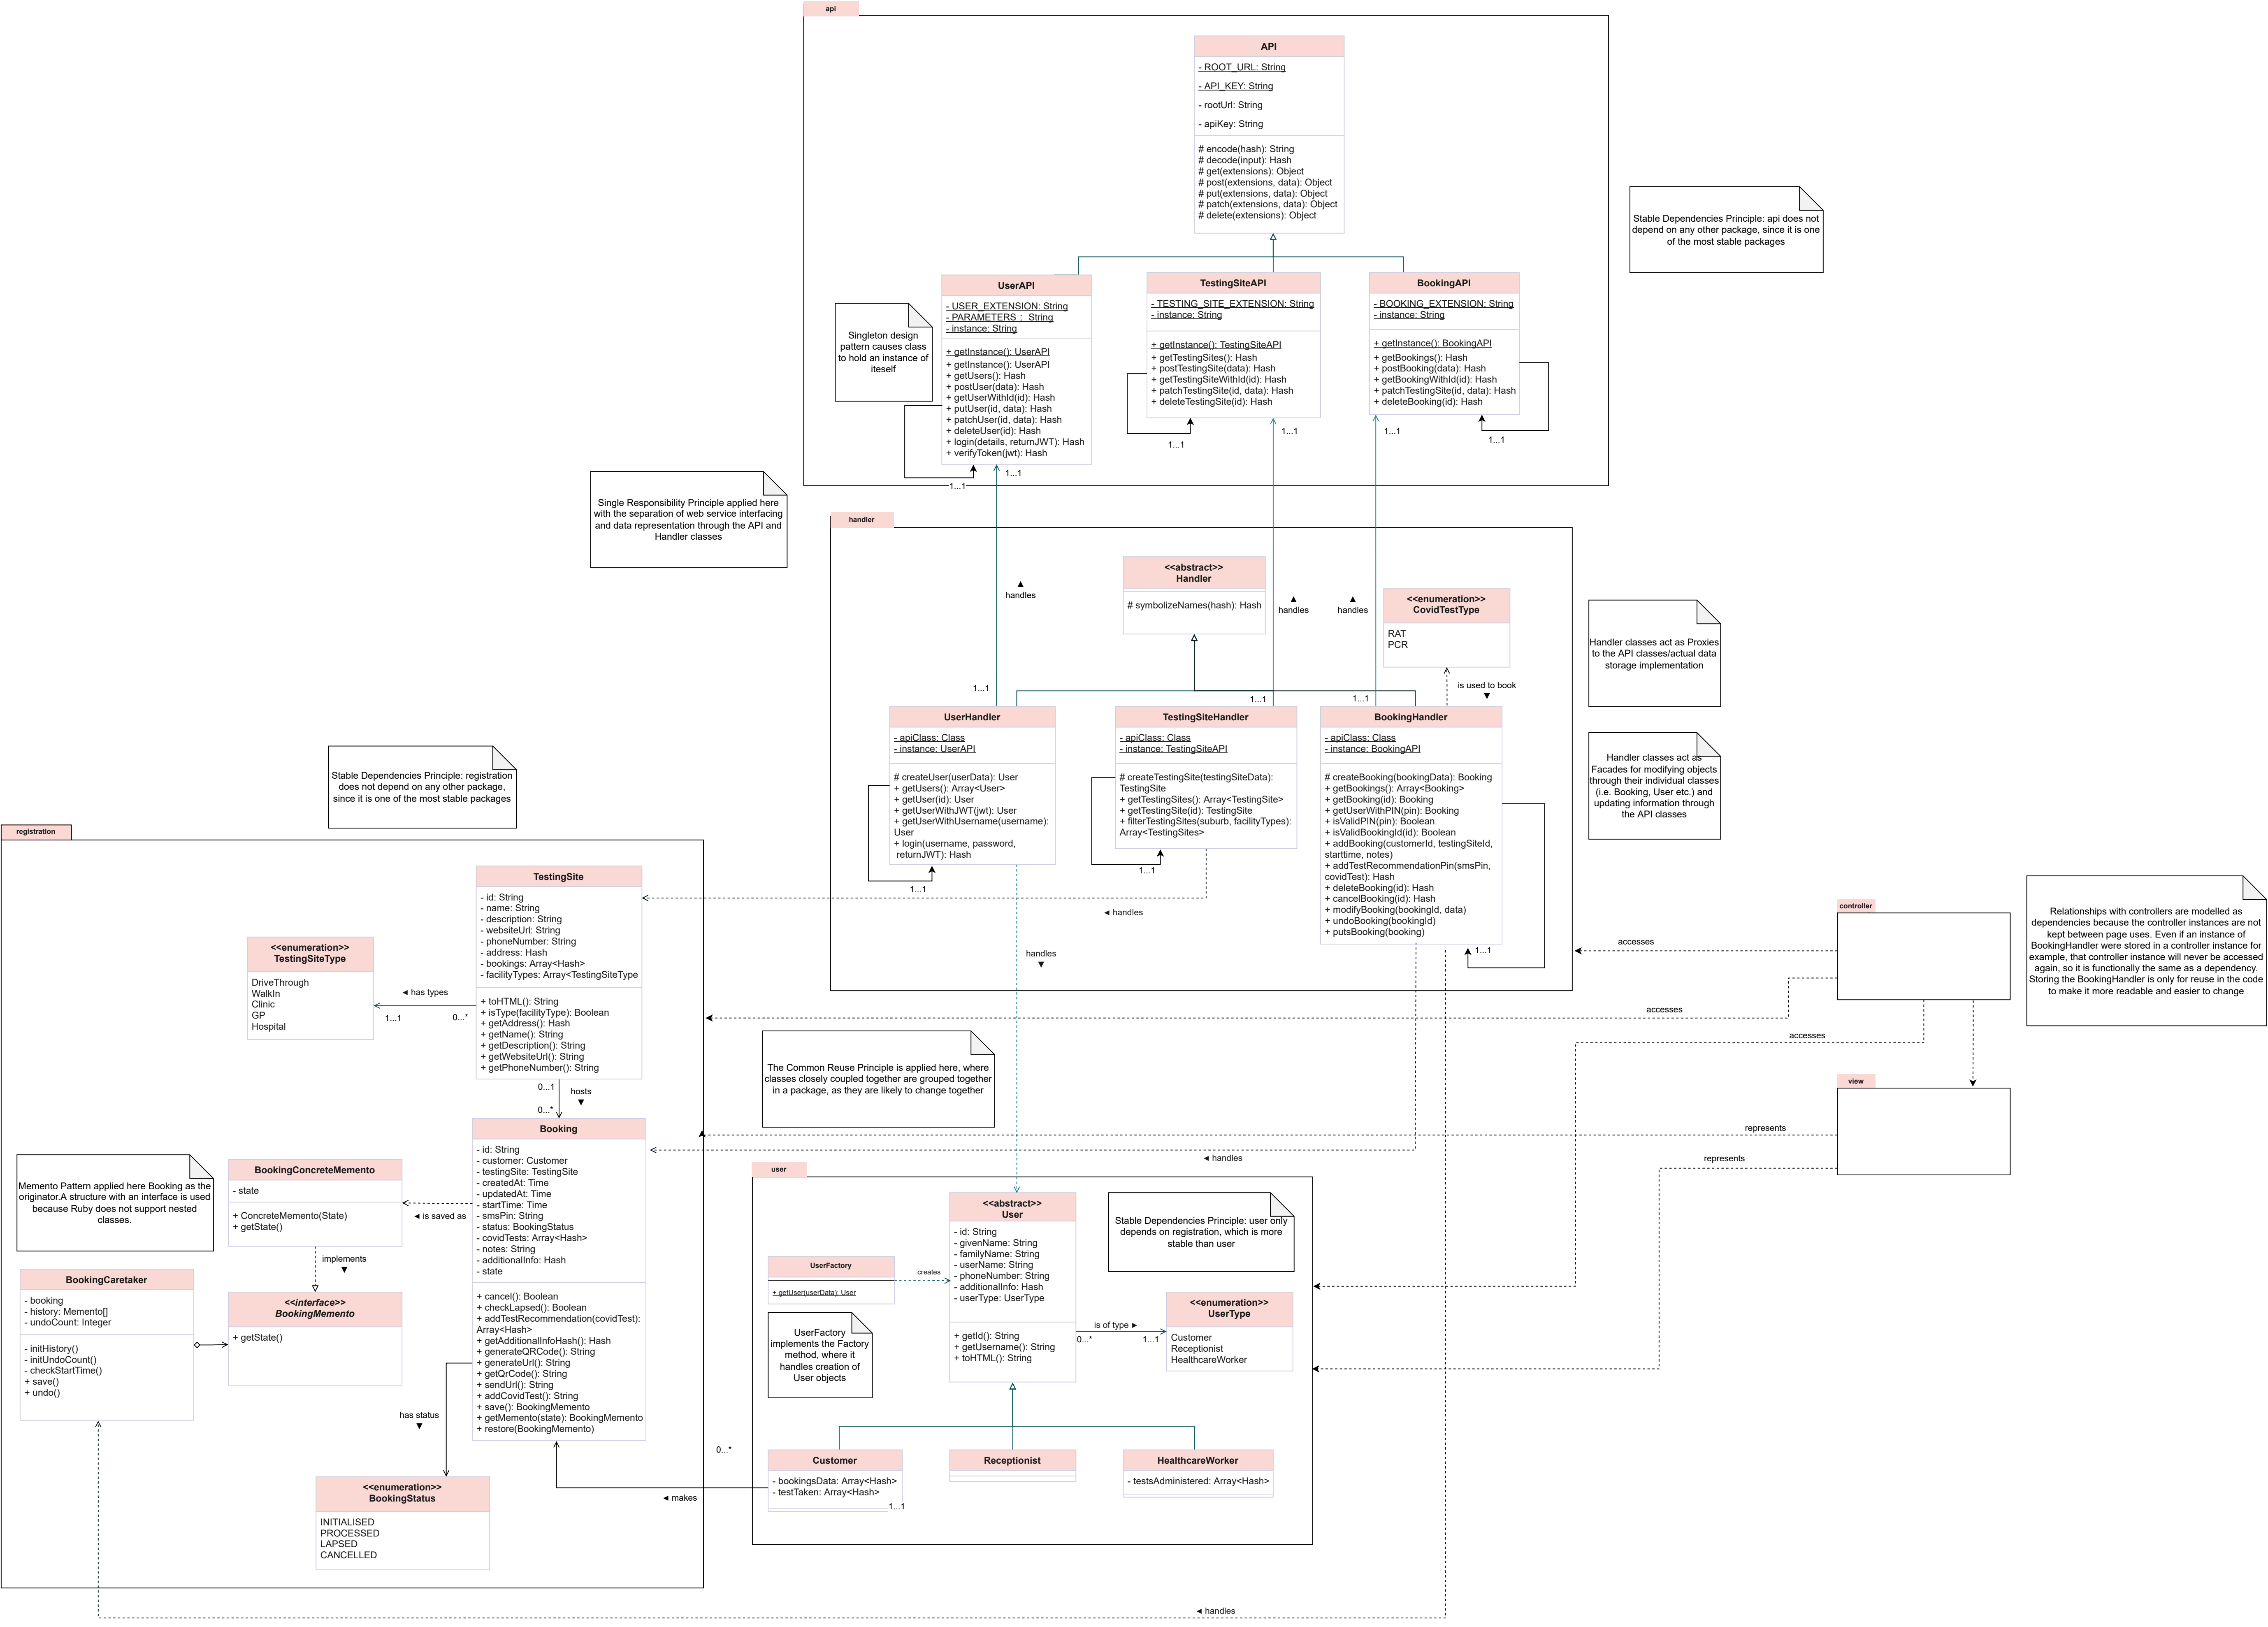 api
API
- ROOT_URL: String
- API_KEY: String
- rootUrl: String
- apiKey: String
# encode(hash): String
# decode(input): Hash
# get(extensions): Object
# post(extensions, data): Object
# put(extensions, data): Object
# patch(extensions, data): Object
# delete(extensions): Object
Stable Dependencies Principle: api does not
depend on any other package, since it is one
of the most stable packages
Singleton design
pattern causes class
to hold an instance of
iteself
UserAPI
- USER_EXTENSION: String
- PARAMETERS : String
- instance: String
+ getInstance(): UserAPI
+ getInstance(): UserAPI
+ getUsers(): Hash
+ postUser(data): Hash
+ getUserWithId(id): Hash
+ putUser(id, data): Hash
+ patchUser(id, data): Hash
+ deleteUser(id): Hash
+ login(details, returnJWT): Hash
+ verifyToken(jwt): Hash
1...1
1...1
TestingSiteAPI
- TESTING_SITE_EXTENSION: String
- instance: String
+ getInstance(): TestingSiteAPI
+ getTestingSites(): Hash
+ postTestingSite(data): Hash
+ getTestingSiteWithId(id): Hash
+ patchTestingSite(id, data): Hash
+ deleteTestingSite(id): Hash
1...1
1...1
BookingAPI
- BOOKING_EXTENSION: String
- instance: String
+ getInstance(): BookingAPI
+ getBookings(): Hash
+ postBooking(data): Hash
+ getBookingWithId(id): Hash
+ patchTestingSite(id, data): Hash
+ deleteBooking(id): Hash
1...1
1...1
Single Responsibility Principle applied here
with the separation of web service interfacing
and data representation through the API and
Handler classes
handler
<<abstract>>
Handler
# symbolizeNames(hash): Hash
▲
handles
▲
handles
▲
handles
<<enumeration>>
CovidTestType
RAT
PCR
is used to book
▼
Handler classes act as Proxies
to the API classes/actual data
storage implementation
1...1
1...1
1...1
UserHandler
- apiClass: Class
- instance: UserAPI
# createUser(userData): User
+ getUsers(): Array<User>
+ getUser(id): User
+ getUserWithJWT(jwt): User
+ getUserWithUsername(username):
User
+ login(username, password,
returnJWT): Hash
1...1
TestingSiteHandler
- apiClass: Class
- instance: TestingSiteAPI
# createTestingSite(testingSiteData):
TestingSite
+ getTestingSites(): Array<TestingSite>
+ getTestingSite(id): TestingSite
+ filterTestingSites(suburb, facilityTypes):
Array<TestingSites>
1...1
BookingHandler
- apiClass: Class
- instance: BookingAPI
# createBooking(bookingData): Booking
+ getBookings(): Array<Booking>
+ getBooking(id): Booking
+ getUserWithPIN(pin): Booking
+ isValidPIN(pin): Boolean
+ isValidBookingId(id): Boolean
+ addBooking(customerId, testingSiteId,
starttime, notes)
+ addTestRecommendationPin(smsPin,
covidTest): Hash
+ deleteBooking(id): Hash
+ cancelBooking(id): Hash
+ modifyBooking(bookingId, data)
+ undoBooking(bookingId)
+ putsBooking(booking)
1...1
Handler classes act as
Facades for modifying objects
through their individual classes
(i.e. Booking, User etc.) and
updating information through
the API classes
◄ handles
handles
▼
Stable Dependencies Principle: registration
does not depend on any other package,
since it is one of the most stable packages
registration
TestingSite
- id: String
- name: String
- description: String
- websiteUrl: String
- phoneNumber: String
- address: Hash
- bookings: Array<Hash>
- facilityTypes: Array<TestingSiteType
+ toHTML(): String
+ isType(facilityType): Boolean
+ getAddress(): Hash
+ getName(): String
+ getDescription(): String
+ getWebsiteUrl(): String
+ getPhoneNumber(): String
<<enumeration>>
TestingSiteType
DriveThrough
WalkIn
Clinic
GP
Hospital
◄ has types
1...1
0...*
0...1
hosts
▼
0...*
controller
accesses
accesses
accesses
Relationships with controllers are modelled as
dependencies because the controller instances are not
kept between page uses. Even if an instance of
BookingHandler were stored in a controller instance for
example, that controller instance will never be accessed
again, so it is functionally the same as a dependency.
Storing the BookingHandler is only for reuse in the code
to make it more readable and easier to change
view
represents
represents
The Common Reuse Principle is applied here, where
classes closely coupled together are grouped together
in a package, as they are likely to change together
Booking
- id: String
- customer: Customer
- testingSite: TestingSite
- createdAt: Time
- updatedAt: Time
- startTime: Time
- smsPin: String
- status: BookingStatus
- covidTests: Array<Hash>
- notes: String
- additionalInfo: Hash
- state
+ cancel(): Boolean
+ checkLapsed(): Boolean
+ addTestRecommendation(covidTest):
Array<Hash>
+ getAdditionalInfoHash(): Hash
+ generateQRCode(): String
+ generateUrl(): String
+ getQrCode(): String
+ sendUrl(): String
+ addCovidTest(): String
+ save(): BookingMemento
+ getMemento(state): BookingMemento
+ restore(BookingMemento)
Memento Pattern applied here Booking as the
originator.A structure with an interface is used
because Ruby does not support nested
classes.
BookingConcreteMemento
- state
+ ConcreteMemento(State)
+ getState()
◄ is saved as
implements
▼
BookingCaretaker
- booking
- history: Memento[]
- undoCount: Integer
- initHistory()
- initUndoCount()
- checkStartTime()
+ save()
+ undo()
<<interface>>
BookingMemento
+ getState()
has status
▼
<<enumeration>>
BookingStatus
INITIALISED
PROCESSED
LAPSED
CANCELLED
◄ handles
user
<<abstract>>
User
- id: String
- givenName: String
- familyName: String
- userName: String
- phoneNumber: String
- additionalInfo: Hash
- userType: UserType
+ getId(): String
+ getUsername(): String
+ toHTML(): String
Stable Dependencies Principle: user only
depends on registration, which is more
stable than user
UserFactory
+ getUser(userData): User
creates
UserFactory
implements the Factory
method, where it
handles creation of
User objects
is of type ►
0...*
1...1
<<enumeration>>
UserType
Customer
Receptionist
HealthcareWorker
0...*
◄ makes
Customer
- bookingsData: Array<Hash>
- testTaken: Array<Hash>
1...1
Receptionist
HealthcareWorker
- testsAdministered: Array<Hash>
◄ handles